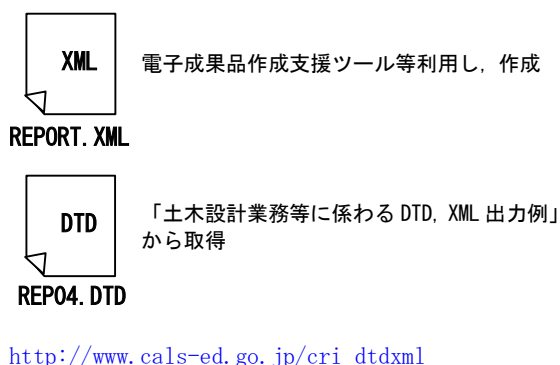 XML
電子成果品作成支援ツール等利用し，作成
REPORT.XML
DTD
「土木設計業務等に係わる DTD, XML 出力例」
から取得
REP04.DTD
http://www.cals-ed.go.jp/cri_dtdxml